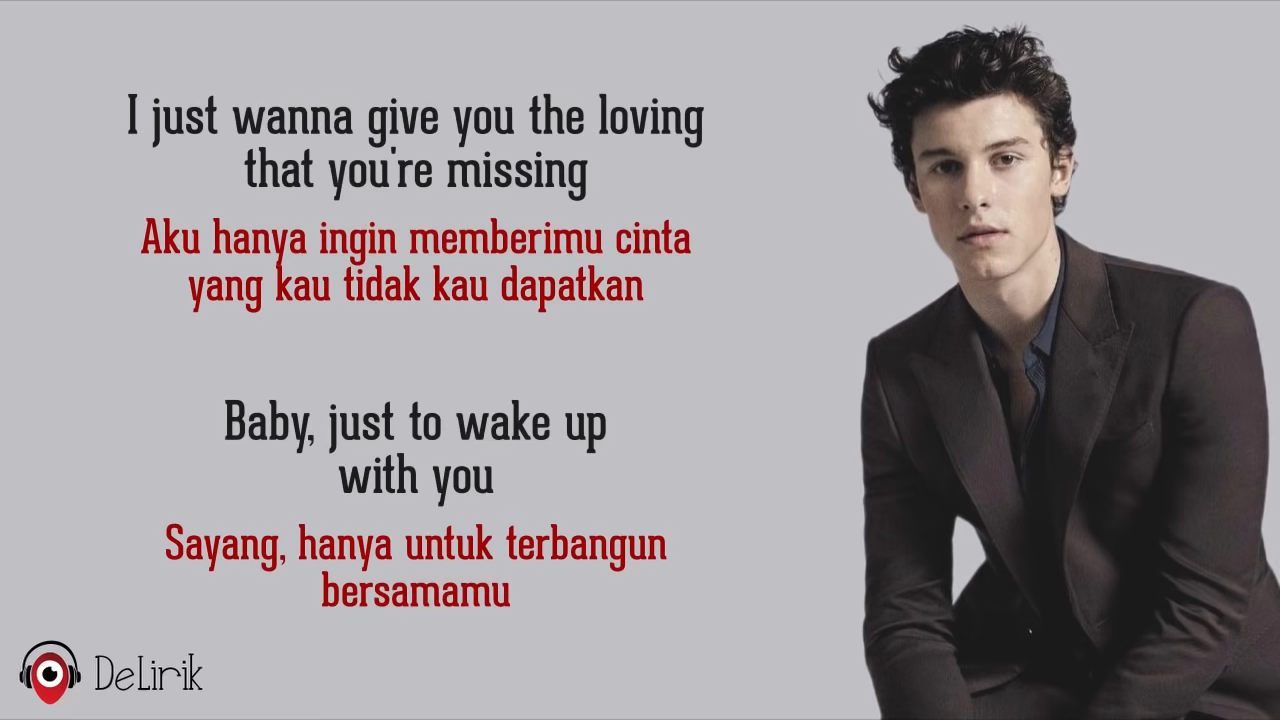 I just wanna give you the loving
that you're missing
Aku hanya ingin memberimu cinta
yang kau tidak kau dapatkan
Baby, just to wake up
with you
Sayang, hanya untuk terbangun
bersamamu
DeLirik